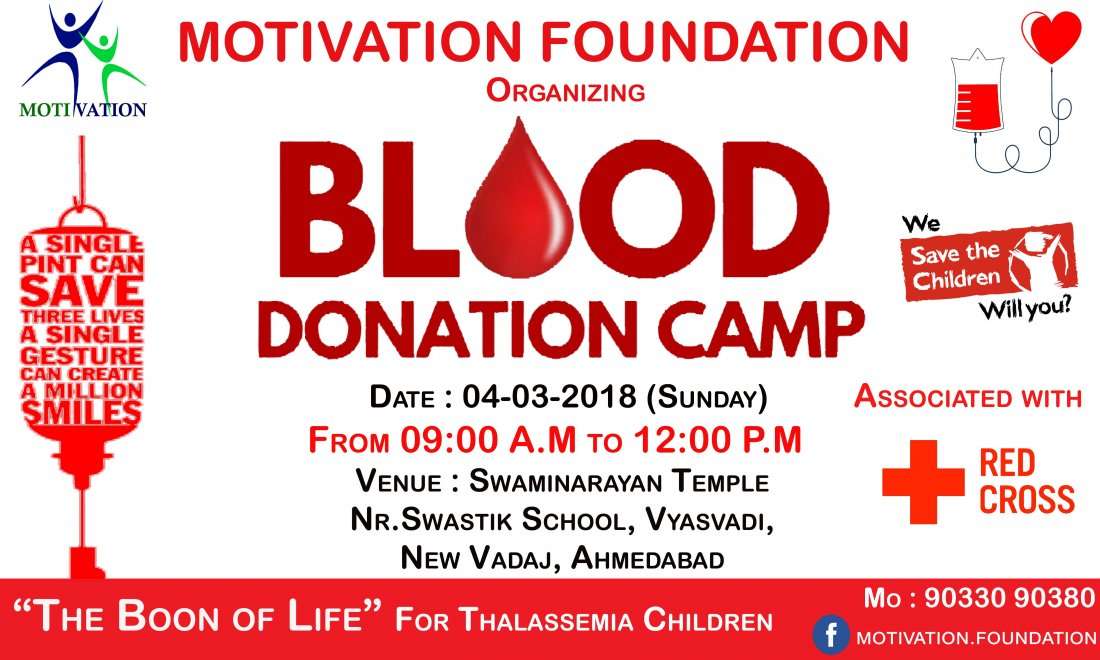 MOTIVATION
MOTIVATION FOUNDATION
ORGANIZING
BLOOD
DONATION CAMP
A SINGLE
PINT CAN
SAVE
THREE LIVES
A SINGLE
GESTURE
CAN CREATE
A MILLION
SMILES
We
Save the
Children
Will you?
DATE : 04-03-2018 (SUNDAY)
FROM 09:00 A.M TO 12:00 P.M
VENUE : SWAMINARAYAN TEMPLE
NR.SWASTIK SCHOOL, VYASVADI,
NEW VADAJ, AHMEDABAD
ASSOCIATED WITH
RED
CROSS
“THE BOON OF LIFE” FOR THALASSEMIA CHILDREN
MO : 90330 90380
f MOTIVATION.FOUNDATION